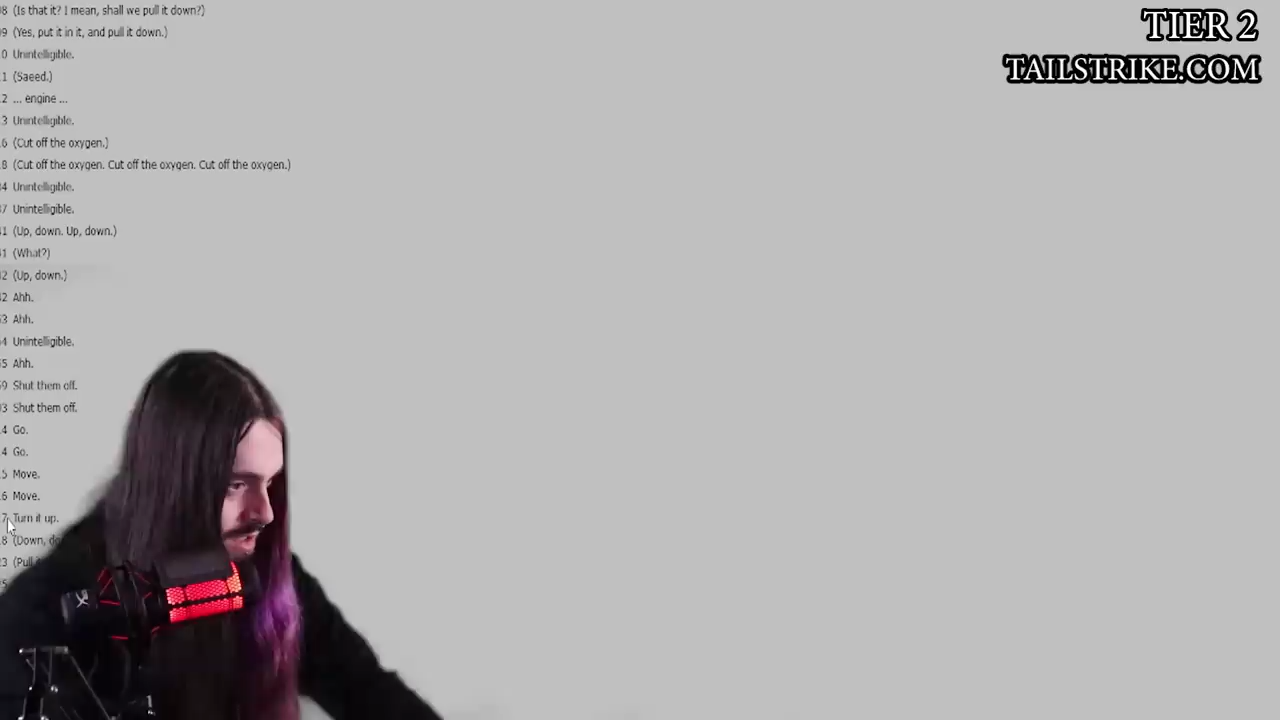 TIER 2
TAILSTRIKE.COM
8 (Is that it? I mean, shall we pull it down?)
9 (Yes, put it in it, and pull it down.)
0 Unintelligible.
1 (Saeed.)
2 ... engine ...
3 Unintelligible.
6 (Cut off the oxygen.)
8 (Cut off the oxygen. Cut off the oxygen. Cut off the oxygen.)
4 Unintelligible.
7 Unintelligible.
1 (Up, down. Up, down.)
1 (What?)
2 (Up, down.)
2 Ahh.
3 Ahh.
4 Unintelligible.
5 Ahh.
9 Shut them off.
3 Shut them off.
4 Go.
4 Go.
5 Move.
6 Move.
7 Turn it up.
8 (Down,
3 (Pull